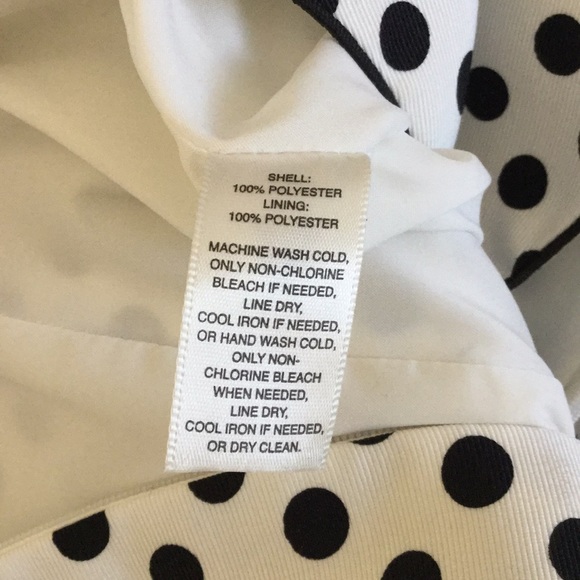 SHELL:
100% POLYESTER
LINING:
100% POLYESTER
MACHINE WASH COLD,
ONLY NON-CHLORINE
BLEACH IF NEEDED,
LINE DRY,
COOL IRON IF NEEDED,
OR HAND WASH COLD,
ONLY NON-
CHLORINE BLEACH
WHEN NEEDED,
LINE DRY,
COOL IRON IF NEEDED,
OR DRY CLEAN.